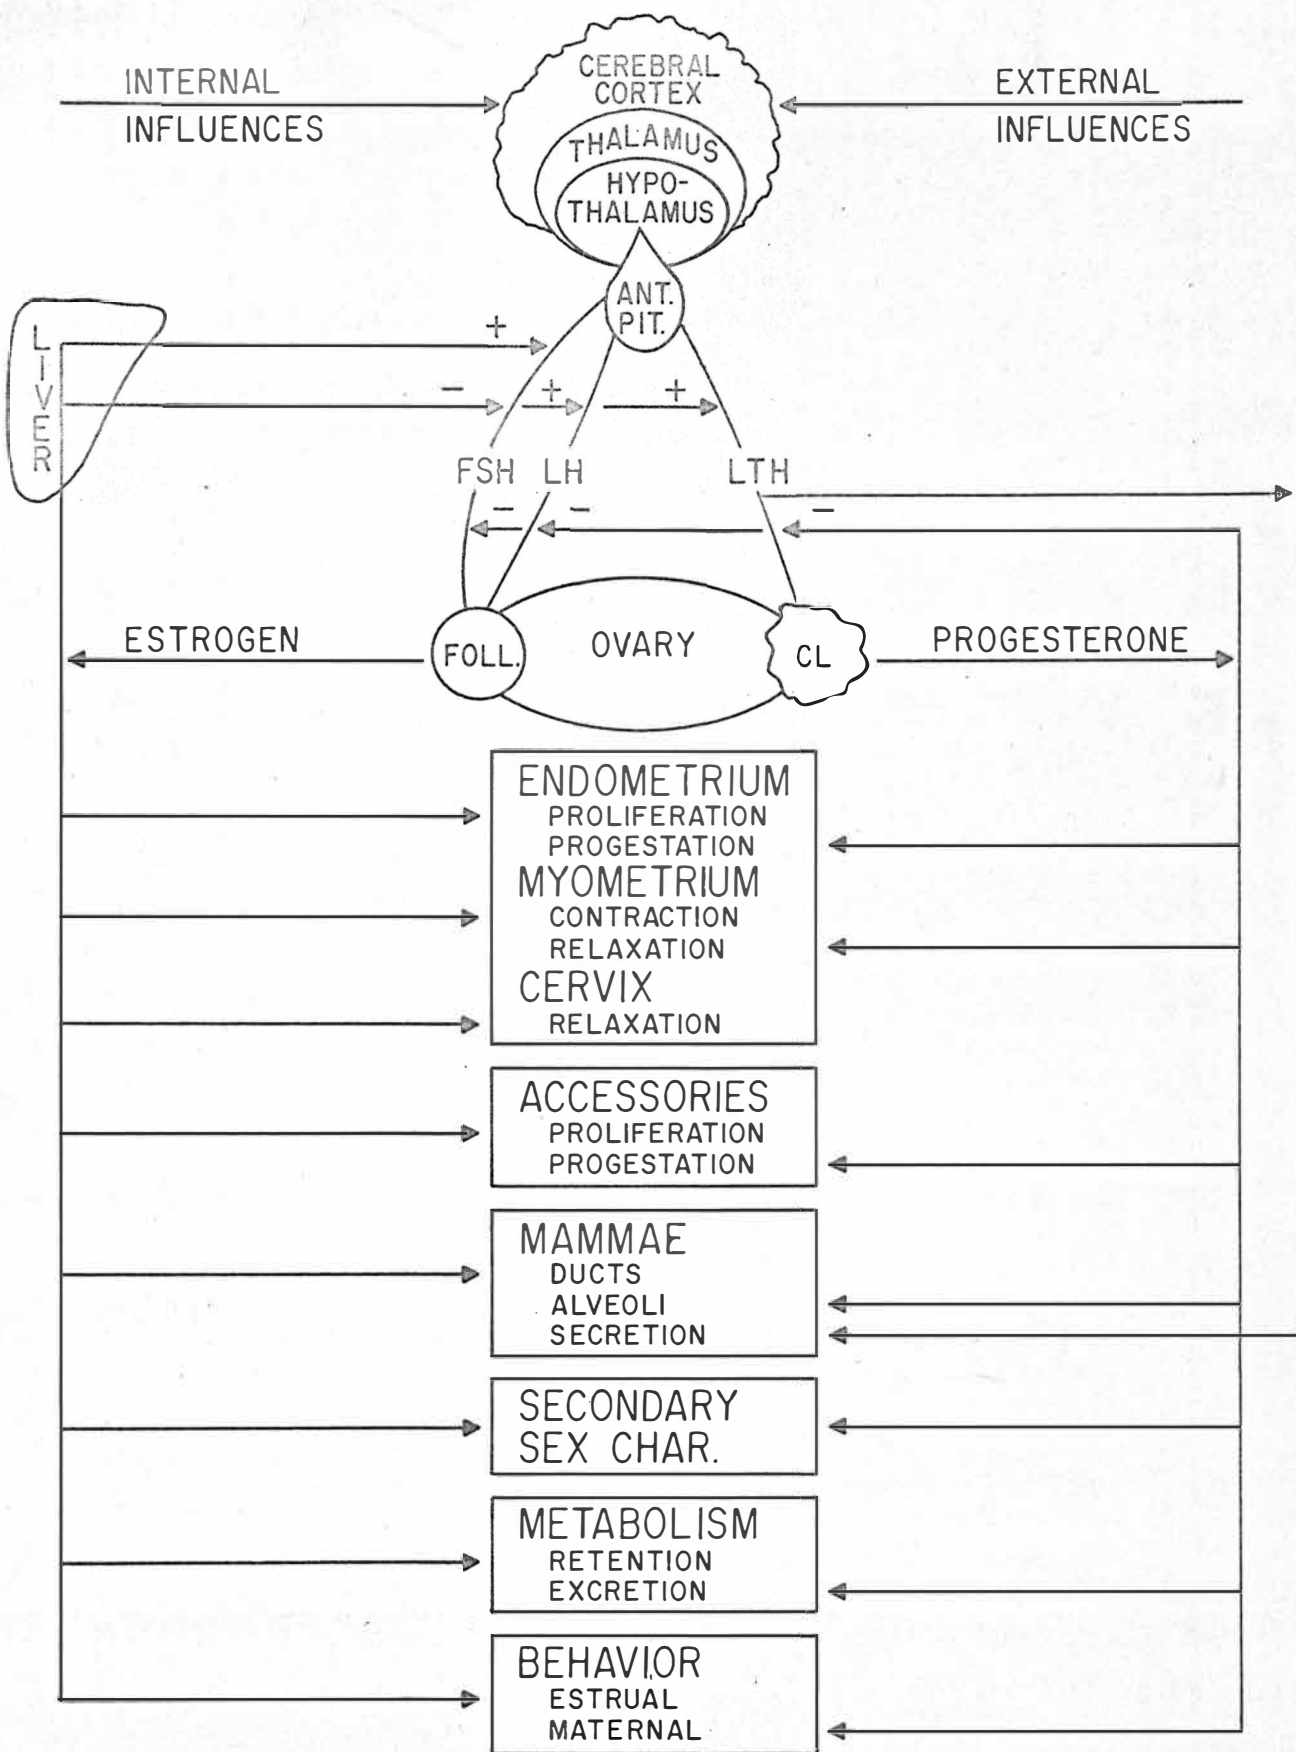 CEREBRAL
CORTEX
INTERNAL
INFLUENCES
EXTERNAL
INFLUENCES
THALAMUS
HYPO-
THALAMUS
ANT.
PIT.
LIVER
+
- + +
FSH LH LTH
- - -
ESTROGEN
FOLL.
OVARY
CL
PROGESTERONE
ENDOMETRIUM
PROLIFERATION
PROGESTATION
MYOMETRIUM
CONTRACTION
RELAXATION
CERVIX
RELAXATION
ACCESSORIES
PROLIFERATION
PROGESTATION
MAMMAE
DUCTS
ALVEOLI
SECRETION
SECONDARY
SEX CHAR.
METABOLISM
RETENTION
EXCRETION
BEHAVIOR
ESTRUAL
MATERNAL